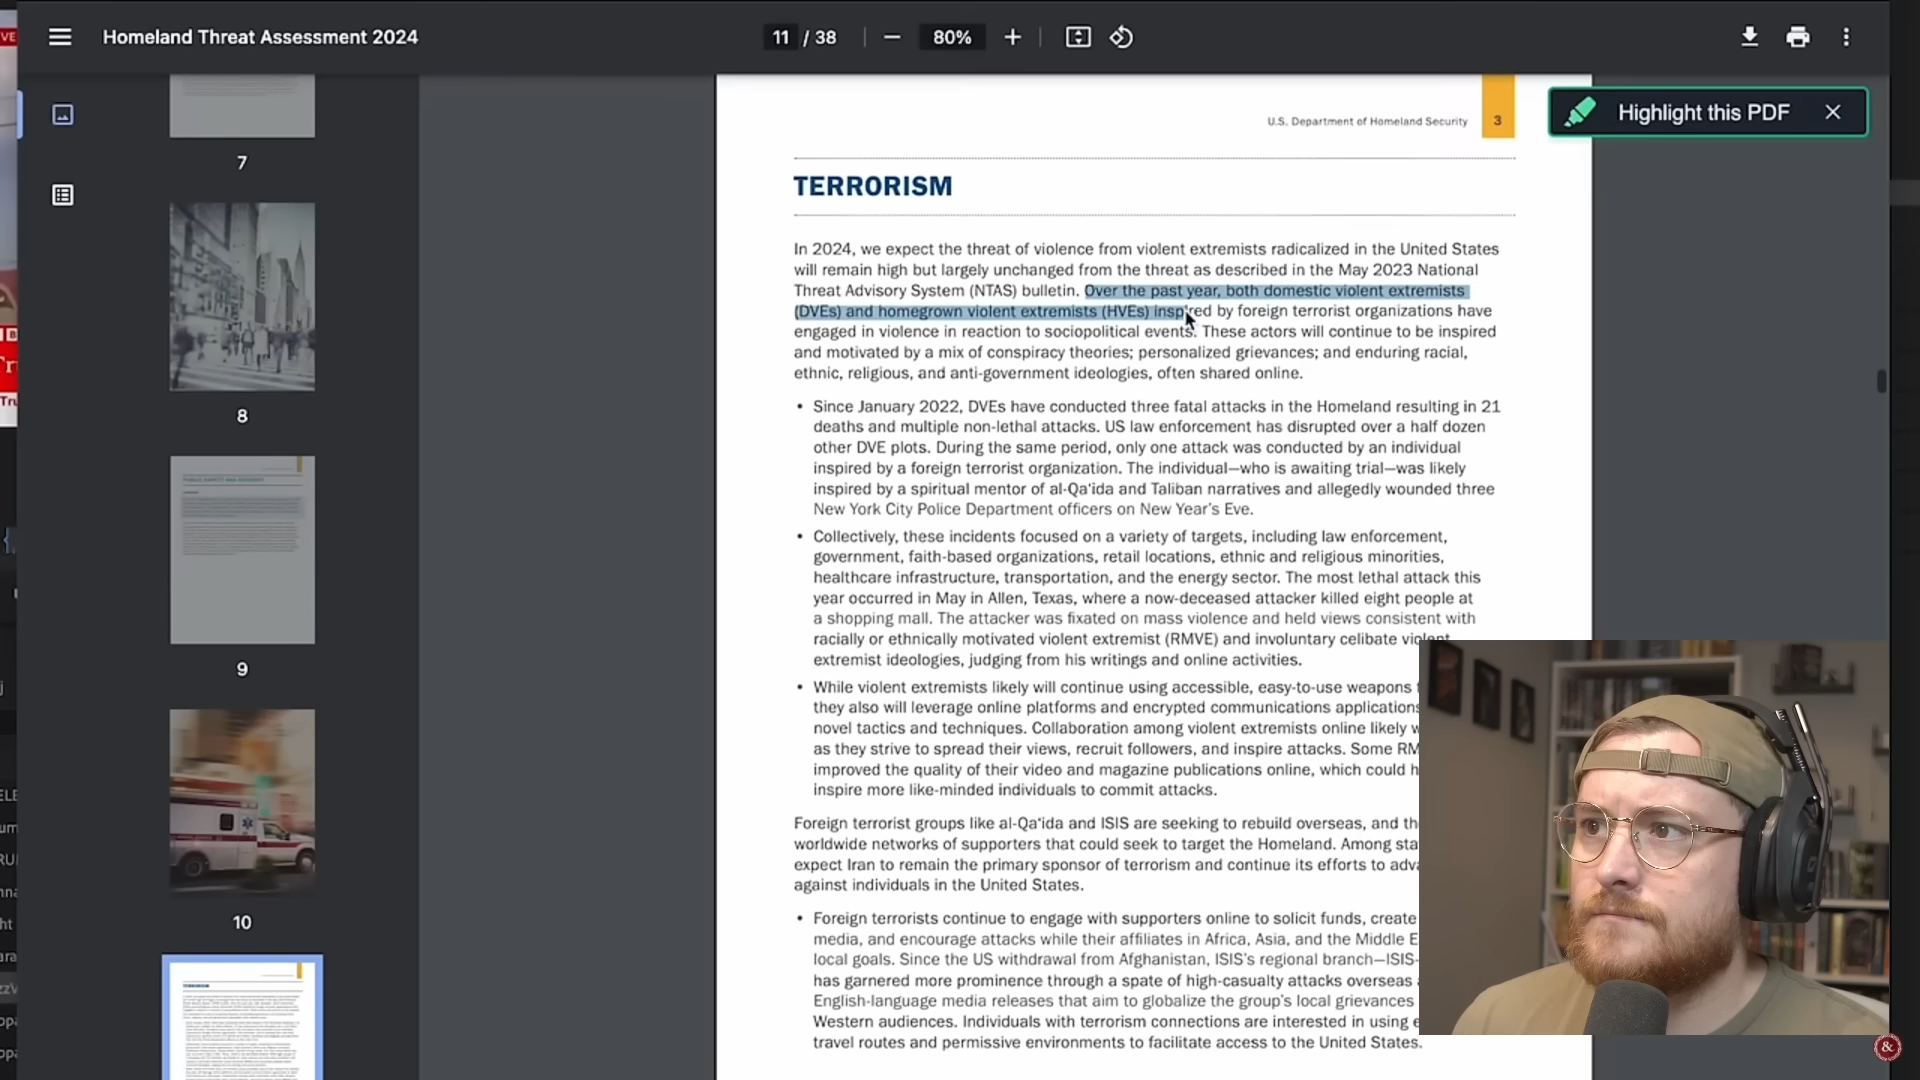 Homeland Threat Assessment 2024
11 / 38
80%
Highlight this PDF
7
8
9
10
U.S. Department of Homeland Security
3
TERRORISM
In 2024, we expect the threat of violence from violent extremists radicalized in the United States
will remain high but largely unchanged from the threat as described in the May 2023 National
Threat Advisory System (NTAS) bulletin. Over the past year, both domestic violent extremists
(DVEs) and homegrown violent extremists (HVEs) inspired by foreign terrorist organizations have
engaged in violence in reaction to sociopolitical events. These actors will continue to be inspired
and motivated by a mix of conspiracy theories; personalized grievances; and enduring racial,
ethnic, religious, and anti-government ideologies, often shared online.
• Since January 2022, DVEs have conducted three fatal attacks in the Homeland resulting in 21
deaths and multiple non-lethal attacks. US law enforcement has disrupted over a half dozen
other DVE plots. During the same period, only one attack was conducted by an individual
inspired by a foreign terrorist organization. The individual—who is awaiting trial—was likely
inspired by a spiritual mentor of al-Qa'ida and Taliban narratives and allegedly wounded three
New York City Police Department officers on New Year's Eve.
• Collectively, these incidents focused on a variety of targets, including law enforcement,
government, faith-based organizations, retail locations, ethnic and religious minorities,
healthcare infrastructure, transportation, and the energy sector. The most lethal attack this
year occurred in May in Allen, Texas, where a now-deceased attacker killed eight people at
a shopping mall. The attacker was fixated on mass violence and held views consistent with
racially or ethnically motivated violent extremist (RMVE) and involuntary celibate violent
extremist ideologies, judging from his writings and online activities.
• While violent extremists likely will continue using accessible, easy-to-use weapons
they also will leverage online platforms and encrypted communications applications
novel tactics and techniques. Collaboration among violent extremists online likely
as they strive to spread their views, recruit followers, and inspire attacks. Some
improved the quality of their video and magazine publications online, which could
inspire more like-minded individuals to commit attacks.
Foreign terrorist groups like al-Qa'ida and ISIS are seeking to rebuild overseas, and
worldwide networks of supporters that could seek to target the Homeland. Among
expect Iran to remain the primary sponsor of terrorism and continue its efforts to
against individuals in the United States.
• Foreign terrorists continue to engage with supporters online to solicit funds, create
media, and encourage attacks while their affiliates in Africa, Asia, and the Middle
local goals. Since the US withdrawal from Afghanistan, ISIS's regional branch—ISIS-
has garnered more prominence through a spate of high-casualty attacks overseas
English-language media releases that aim to globalize the group's local grievances
Western audiences. Individuals with terrorism connections are interested in using
travel routes and permissive environments to facilitate access to the United States.
&